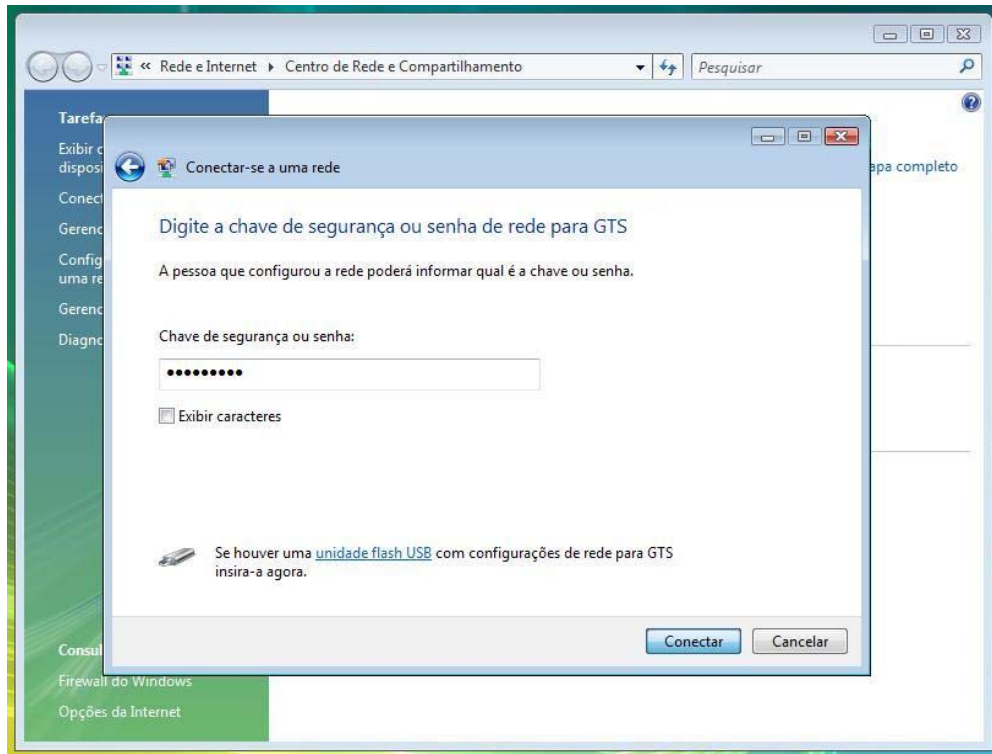 « Rede e Internet ▸ Centro de Rede e Compartilhamento
Pesquisar
Tarefa
Exibir c
disposi
Conect
Gerenc
Config
uma re
Gerenc
Diagno
apa completo
Conectar-se a uma rede
Digite a chave de segurança ou senha de rede para GTS
A pessoa que configurou a rede poderá informar qual é a chave ou senha.
Chave de segurança ou senha:
•••••••••
Exibir caracteres
Se houver uma unidade flash USB com configurações de rede para GTS
insira-a agora.
Conectar
Cancelar
Consul
Firewall do Windows
Opções da Internet